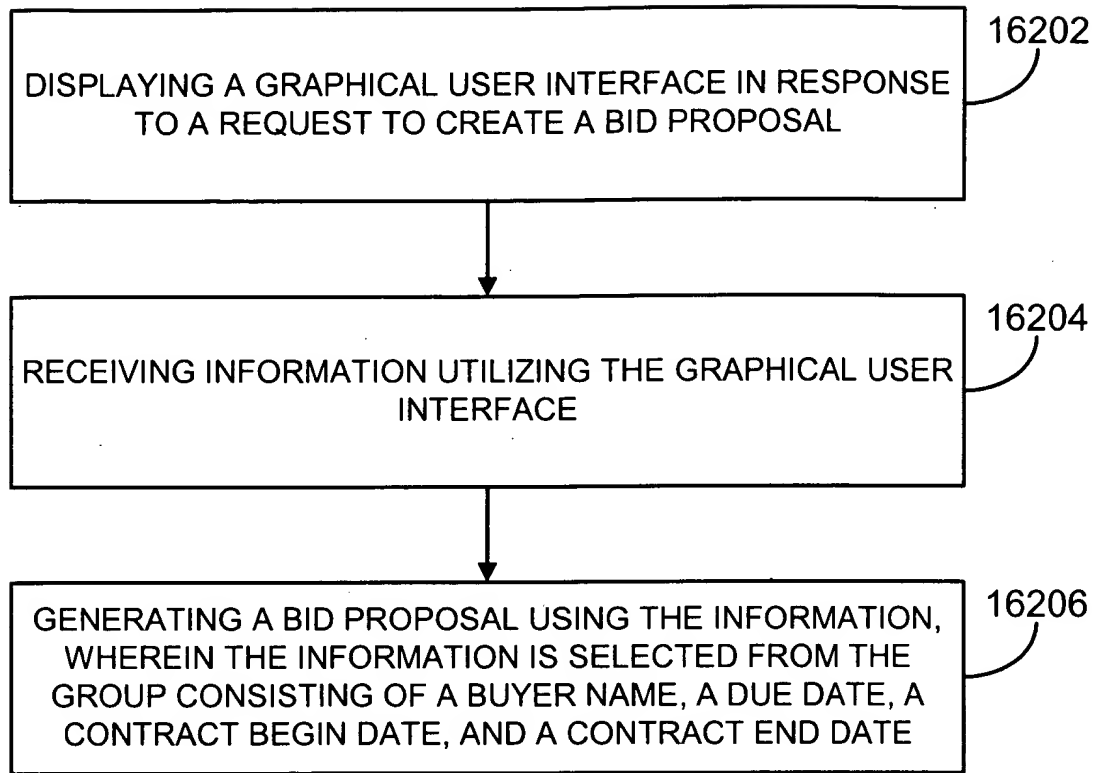 16202
DISPLAYING A GRAPHICAL USER INTERFACE IN RESPONSE
TO A REQUEST TO CREATE A BID PROPOSAL
16204
RECEIVING INFORMATION UTILIZING THE GRAPHICAL USER
INTERFACE
16206
GENERATING A BID PROPOSAL USING THE INFORMATION,
WHEREIN THE INFORMATION IS SELECTED FROM THE
GROUP CONSISTING OF A BUYER NAME, A DUE DATE, A
CONTRACT BEGIN DATE, AND A CONTRACT END DATE